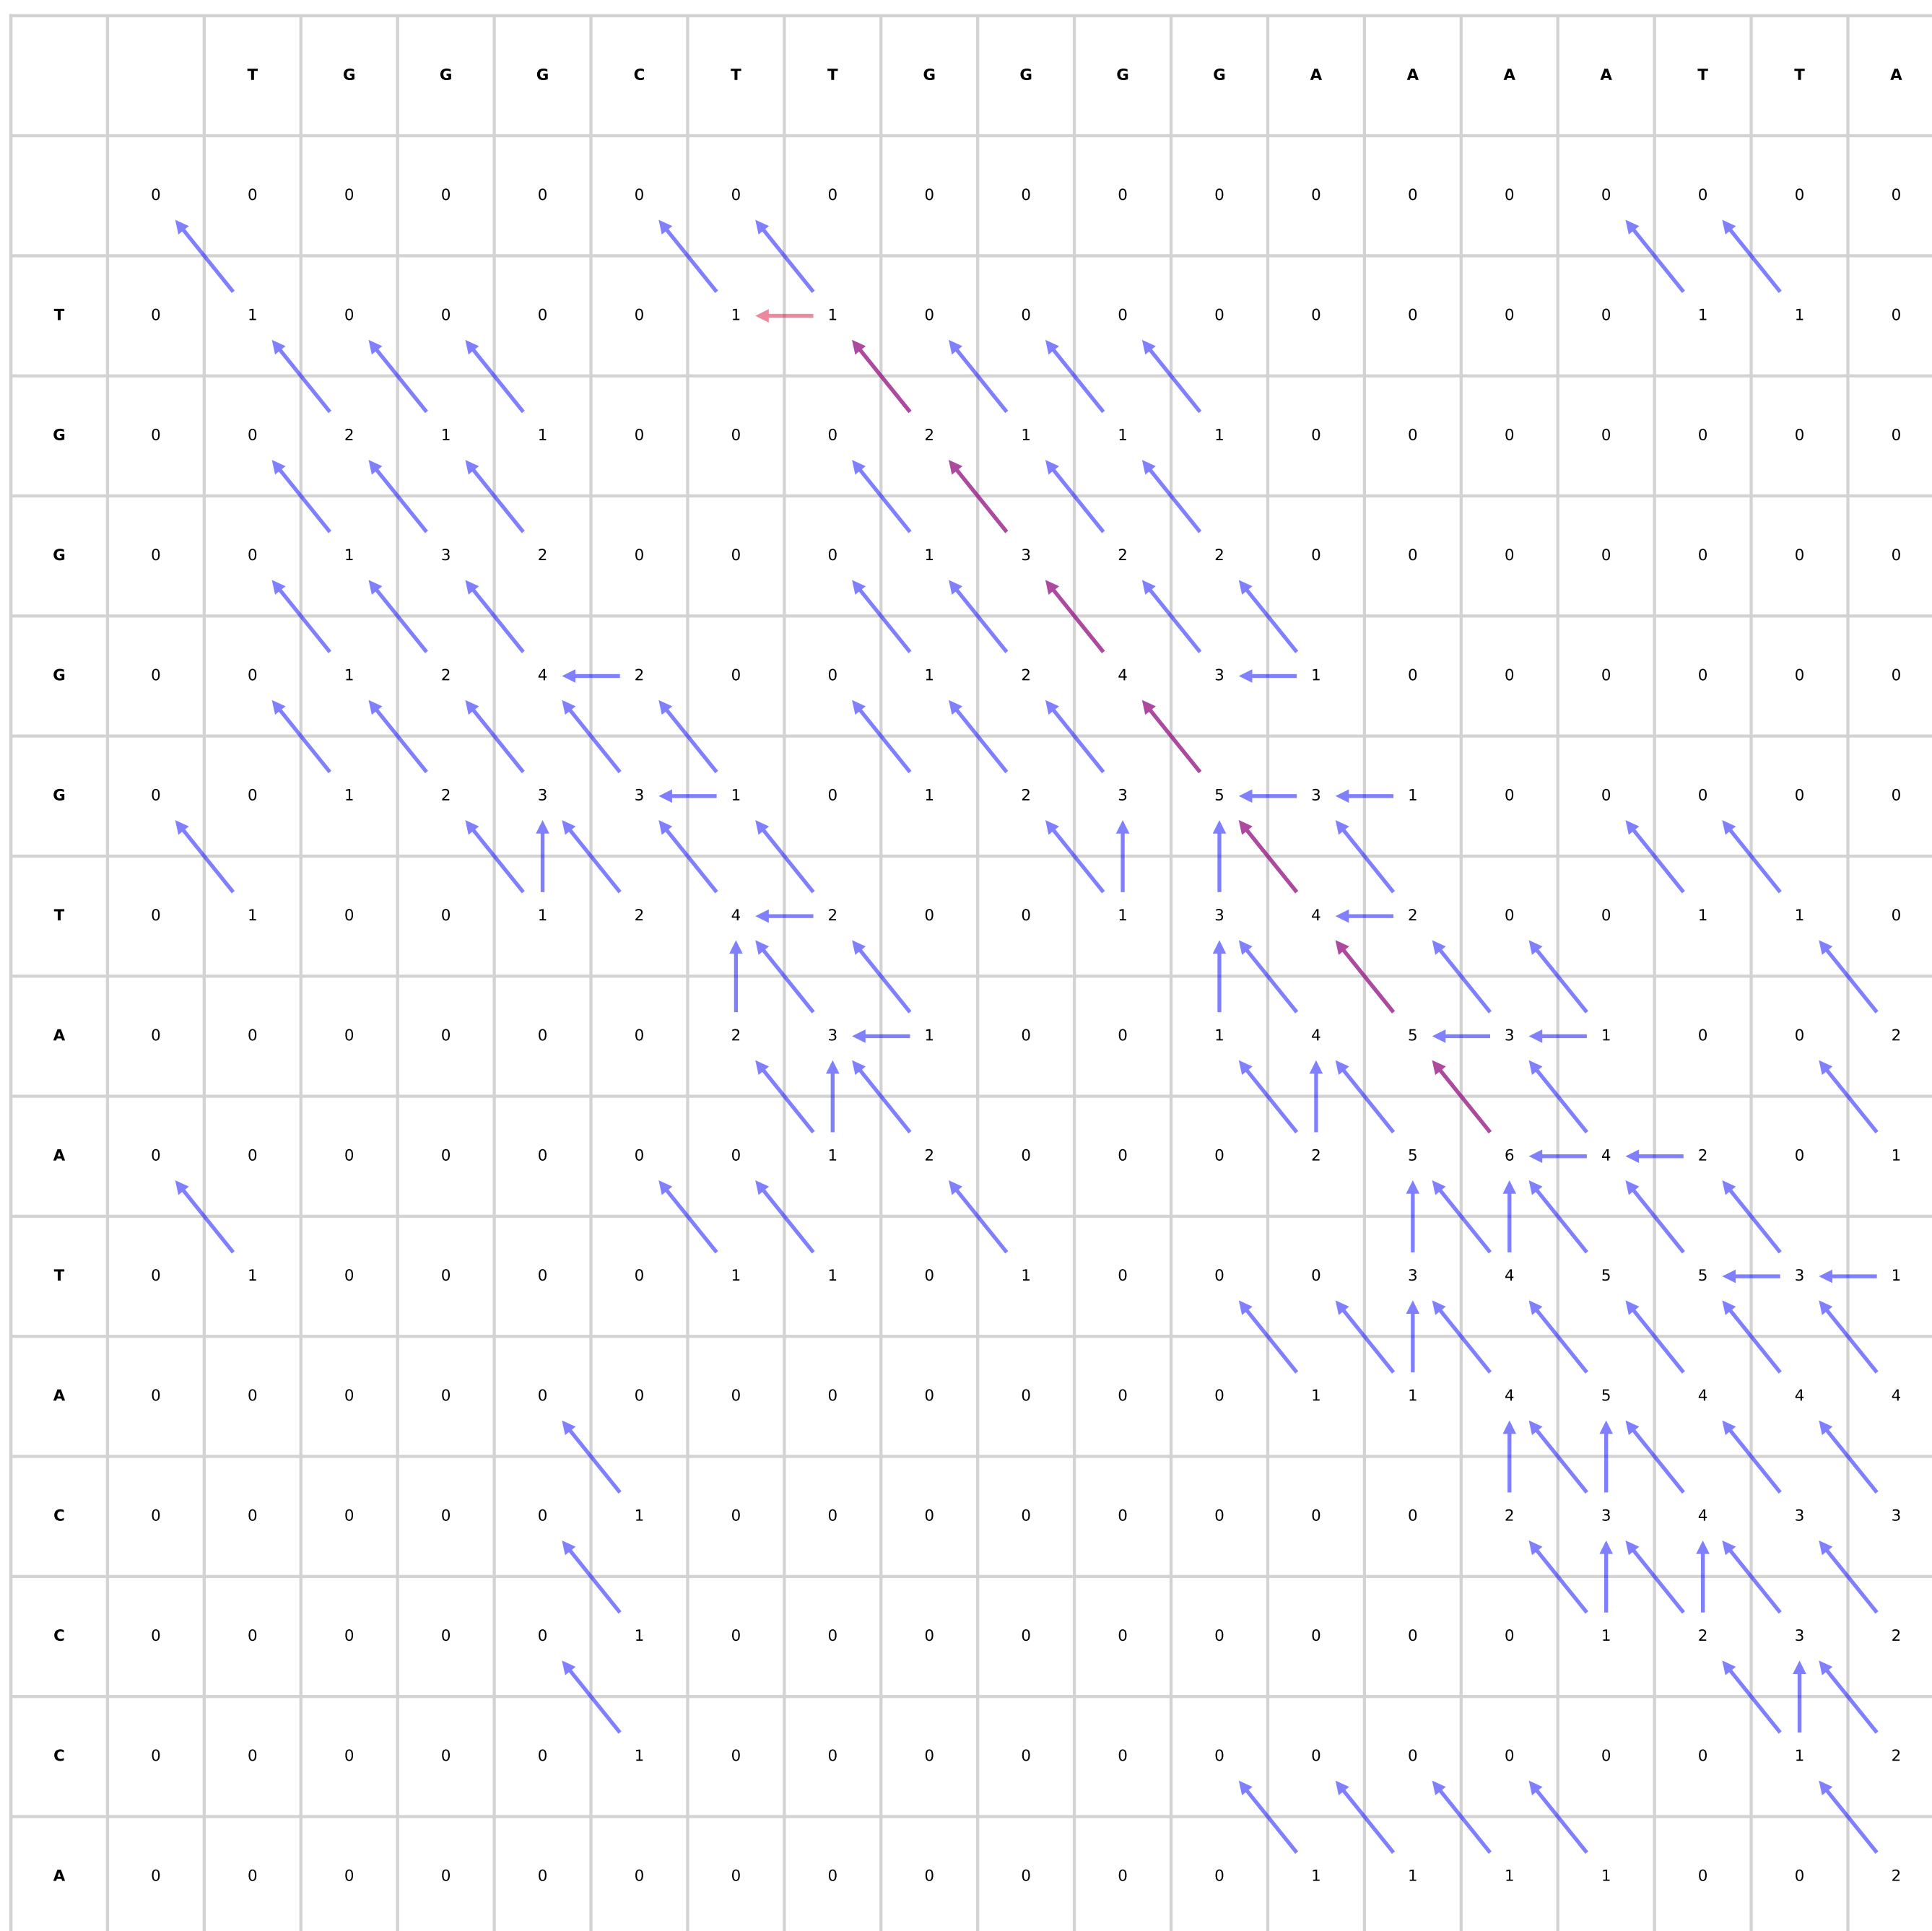 T G G G C T T G G G G A A A A T T A
0 0 0 0 0 0 0 0 0 0 0 0 0 0 0 0 0 0 0
T 0 1 0 0 0 0 1 1 0 0 0 0 0 0 0 0 1 1 0
G 0 0 2 1 1 0 0 0 2 1 1 1 0 0 0 0 0 0 0
G 0 0 1 3 2 0 0 0 1 3 2 2 0 0 0 0 0 0 0
G 0 0 1 2 4 2 0 0 1 2 4 3 1 0 0 0 0 0 0
G 0 0 1 2 3 3 1 0 1 2 3 5 3 1 0 0 0 0 0
T 0 1 0 0 1 2 4 2 0 0 1 3 4 2 0 0 1 1 0
A 0 0 0 0 0 0 2 3 1 0 0 1 4 5 3 1 0 0 2
A 0 0 0 0 0 0 0 1 2 0 0 0 2 5 6 4 2 0 1
T 0 1 0 0 0 0 1 1 0 1 0 0 0 3 4 5 5 3 1
A 0 0 0 0 0 0 0 0 0 0 0 0 1 1 4 5 4 4 4
C 0 0 0 0 0 1 0 0 0 0 0 0 0 0 2 3 4 3 3
C 0 0 0 0 0 1 0 0 0 0 0 0 0 0 0 1 2 3 2
C 0 0 0 0 0 1 0 0 0 0 0 0 0 0 0 0 0 1 2
A 0 0 0 0 0 0 0 0 0 0 0 0 1 1 1 1 0 0 2